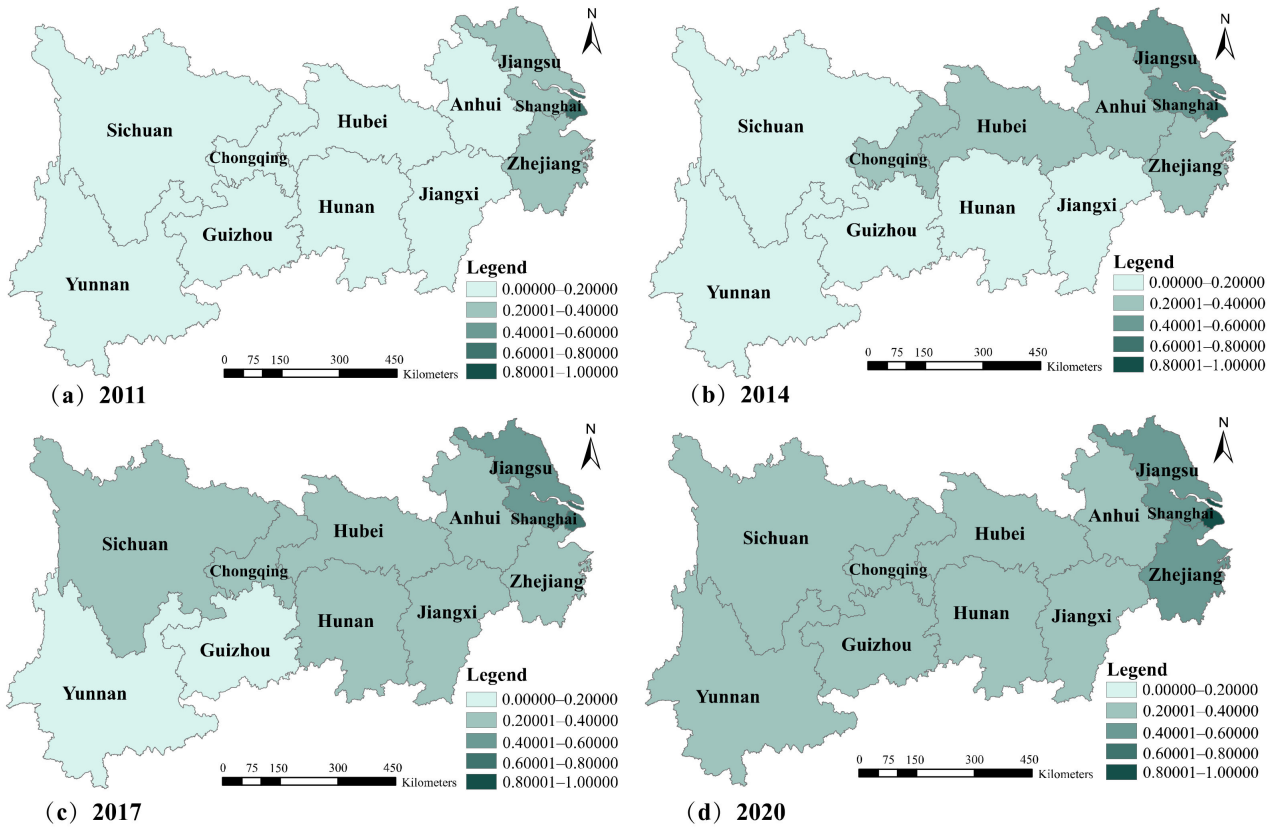 N
Jiangsu
Anhui
Shanghai
Sichuan
Hubei
Chongqing
Zhejiang
Hunan
Jiangxi
Guizhou
Yunnan
Legend
0.00000–0.20000
0.20001–0.40000
0.40001–0.60000
0.60001–0.80000
0.80001–1.00000
0 75 150 300 450
Kilometers
（a）2011
N
Jiangsu
Anhui
Shanghai
Sichuan
Hubei
Chongqing
Zhejiang
Hunan
Jiangxi
Guizhou
Yunnan
Legend
0.00000–0.20000
0.20001–0.40000
0.40001–0.60000
0.60001–0.80000
0.80001–1.00000
0 75 150 300 450
Kilometers
（b）2014
N
Jiangsu
Anhui
Shanghai
Hubei
Sichuan
Chongqing
Zhejiang
Hunan
Jiangxi
Guizhou
Yunnan
Legend
0.00000–0.20000
0.20001–0.40000
0.40001–0.60000
0.60001–0.80000
0.80001–1.00000
0 75 150 300 450
Kilometers
（c）2017
N
Jiangsu
Anhui
Shanghai
Hubei
Sichuan
Chongqing
Zhejiang
Hunan
Jiangxi
Guizhou
Yunnan
Legend
0.00000–0.20000
0.20001–0.40000
0.40001–0.60000
0.60001–0.80000
0.80001–1.00000
0 75 150 300 450
Kilometers
（d）2020